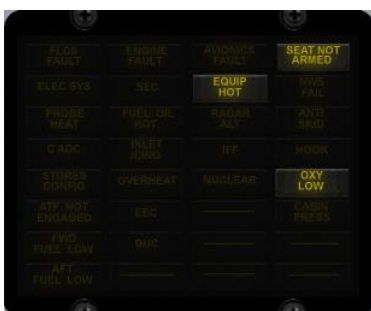 FLCS FAULT
ENGINE FAULT
AVIONICS FAULT
SEAT NOT ARMED
ELEC SYS
SEC
EQUIP HOT
NWS FAIL
PROBE HEAT
FUEL OIL HOT
RADAR ALT
ANTI SKID
C ADC
INLET ICING
IFF
HOOK
STORES CONFIG
OVERHEAT
NUCLEAR
OXY LOW
ATF NOT ENGAGED
EEC
CABIN PRESS
FWD FUEL LOW
BUC
AFT FUEL LOW